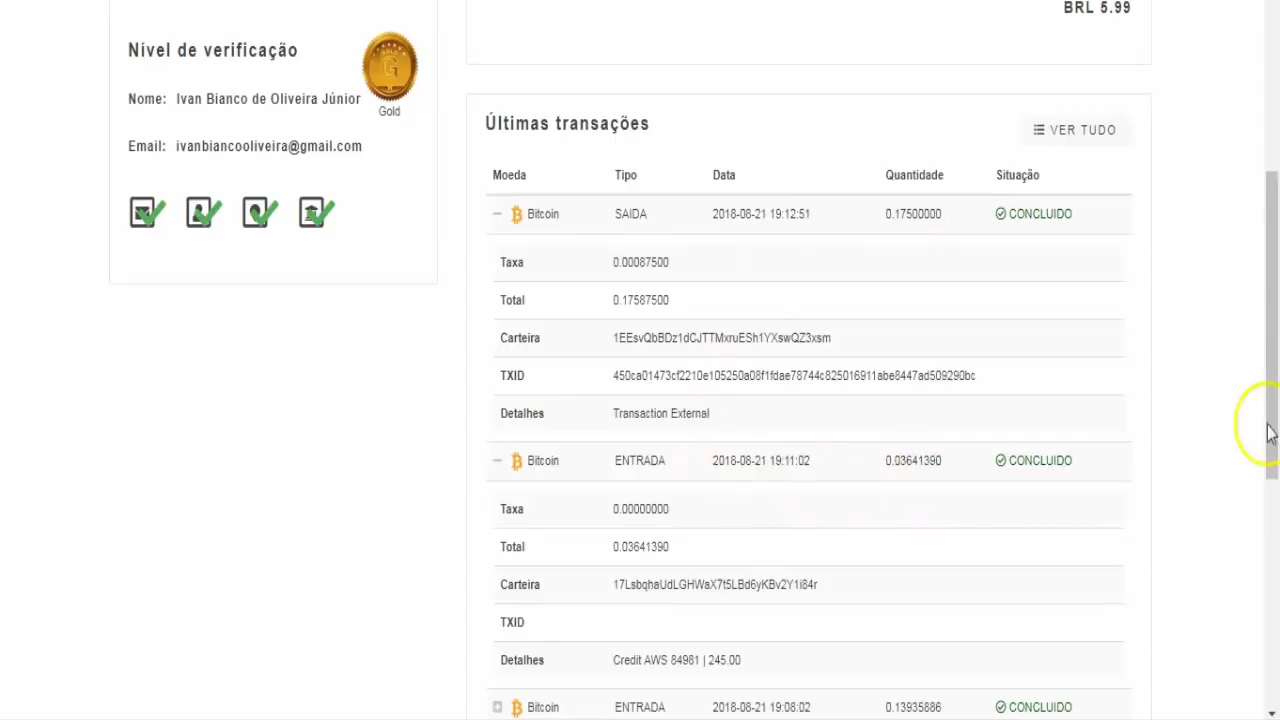 BRL 5.99
Nível de verificação
Gold
Nome: Ivan Bianco de Oliveira Júnior
Email: ivanbiancooliveira@gmail.com
Últimas transações
VER TUDO
Moeda Tipo Data Quantidade Situação
Bitcoin SAIDA 2018-08-21 19:12:51 0.17500000 CONCLUIDO
Taxa 0.00087500
Total 0.17587500
Carteira 1EEsvQbBDz1dCJTTMxruESh1YXswQZ3xsm
TXID 450ca01473cf2210e105250a08f1fdae78744c825016911abe8447ad509290bc
Detalhes Transaction External
Bitcoin ENTRADA 2018-08-21 19:11:02 0.03641390 CONCLUIDO
Taxa 0.00000000
Total 0.03641390
Carteira 17LsbqhaUdLGHWaX7t5LBd6yKBv2Y1i84r
TXID
Detalhes Credit AWS 84981 | 245.00
Bitcoin ENTRADA 2018-08-21 19:08:02 0.13935886 CONCLUIDO